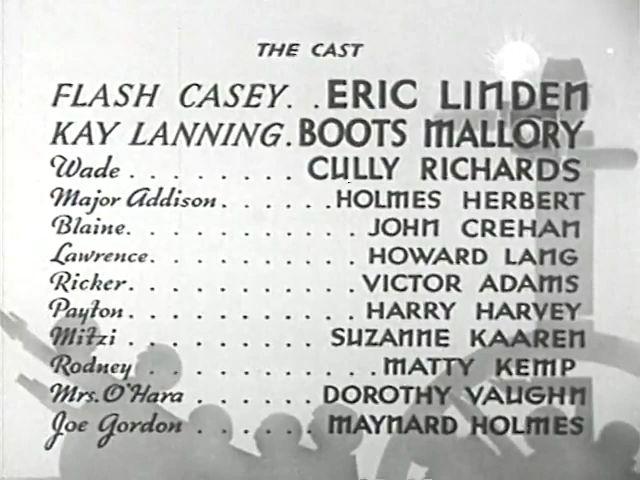 THE CAST
FLASH CASEY. . ERIC LINDEN
KAY LANNING. BOOTS MALLORY
Wade . . . . . . . . CULLY RICHARDS
Major Addison . . . . . . HOLMES HERBERT
Blaine. . . . . . . . . . . JOHN CREHAN
Lawrence. . . . . . . . . . HOWARD LANG
Ricker. . . . . . . . . . . VICTOR ADAMS
Payton. . . . . . . . . . . HARRY HARVEY
Mitzi . . . . . . . . . SUZANNE KAAREN
Rodney . . . . . . . . . . . MATTY KEMP
Mrs. O'Hara . . . . . . DOROTHY VAUGHN
Joe Gordon . . . . . . MAYNARD HOLMES